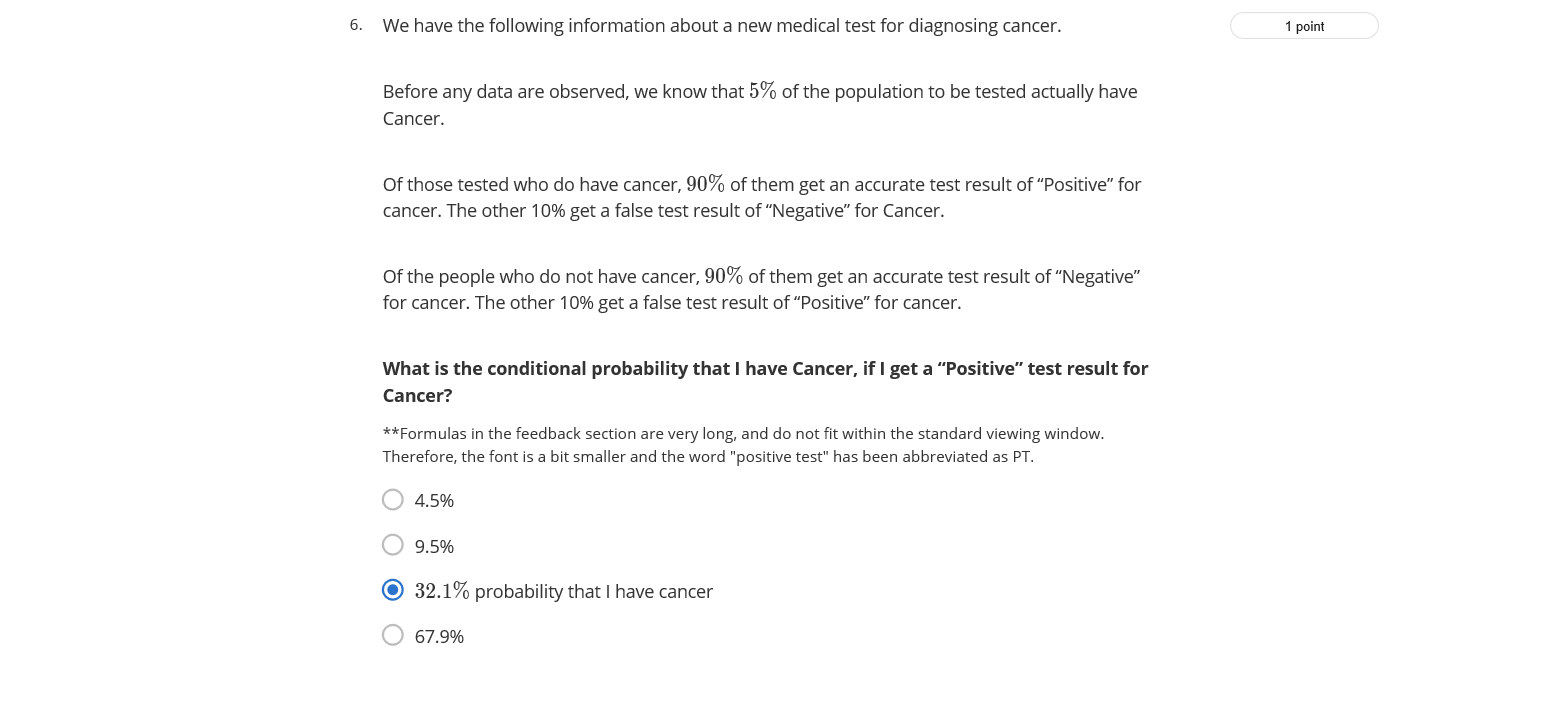 6. We have the following information about a new medical test for diagnosing cancer.
1 point
Before any data are observed, we know that 5% of the population to be tested actually have
Cancer.
Of those tested who do have cancer, 90% of them get an accurate test result of “Positive” for
cancer. The other 10% get a false test result of “Negative” for Cancer.
Of the people who do not have cancer, 90% of them get an accurate test result of “Negative”
for cancer. The other 10% get a false test result of “Positive” for cancer.
What is the conditional probability that I have Cancer, if I get a “Positive” test result for
Cancer?
**Formulas in the feedback section are very long, and do not fit within the standard viewing window.
Therefore, the font is a bit smaller and the word "positive test" has been abbreviated as PT.
4.5%
9.5%
32.1% probability that I have cancer
67.9%